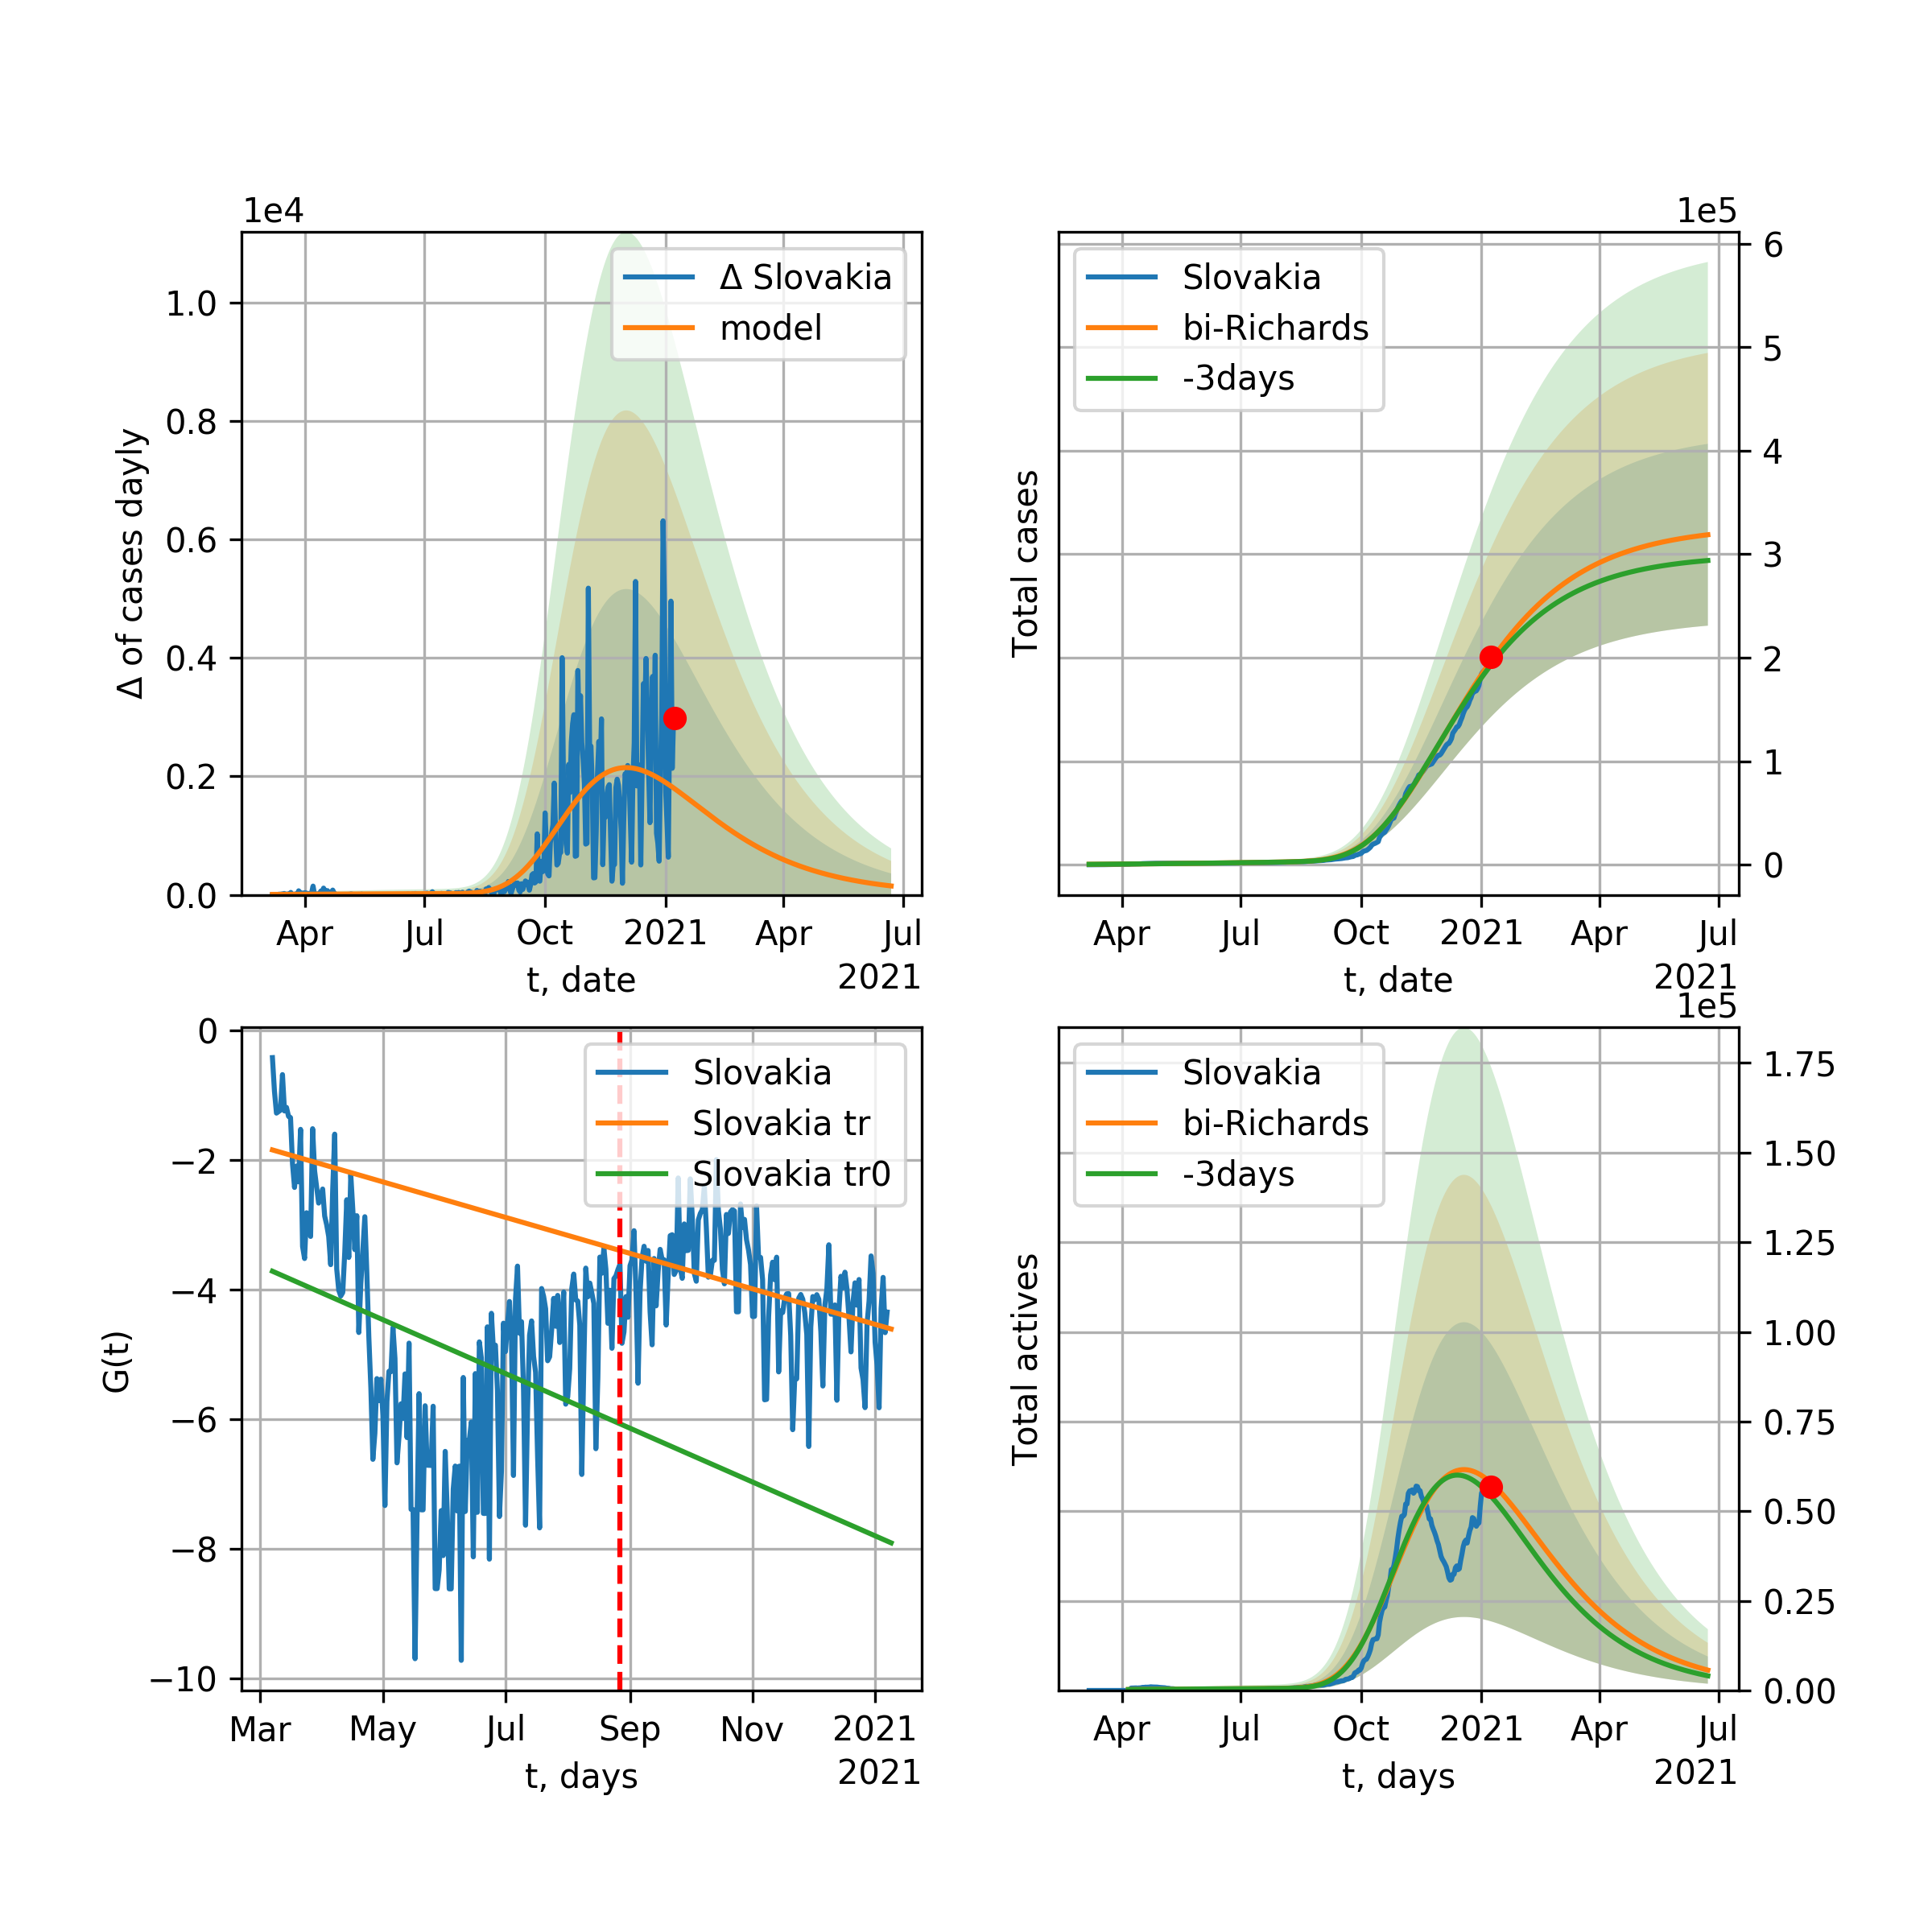 1e4
Δ of cases dayly
1.0
0.8
0.6
0.4
0.2
0.0
Δ Slovakia
model
Apr Jul Oct 2021 Apr Jul
t, date
2021
1e5
Total cases
6
5
4
3
2
1
0
Slovakia
bi-Richards
-3days
Apr Jul Oct 2021 Apr Jul
t, date
2021
G(t)
0
−2
−4
−6
−8
−10
Slovakia
Slovakia tr
Slovakia tr0
Mar May Jul Sep Nov 2021
t, days
2021
1e5
Total actives
1.75
1.50
1.25
1.00
0.75
0.50
0.25
0.00
Slovakia
bi-Richards
-3days
Apr Jul Oct 2021 Apr Jul
t, days
2021